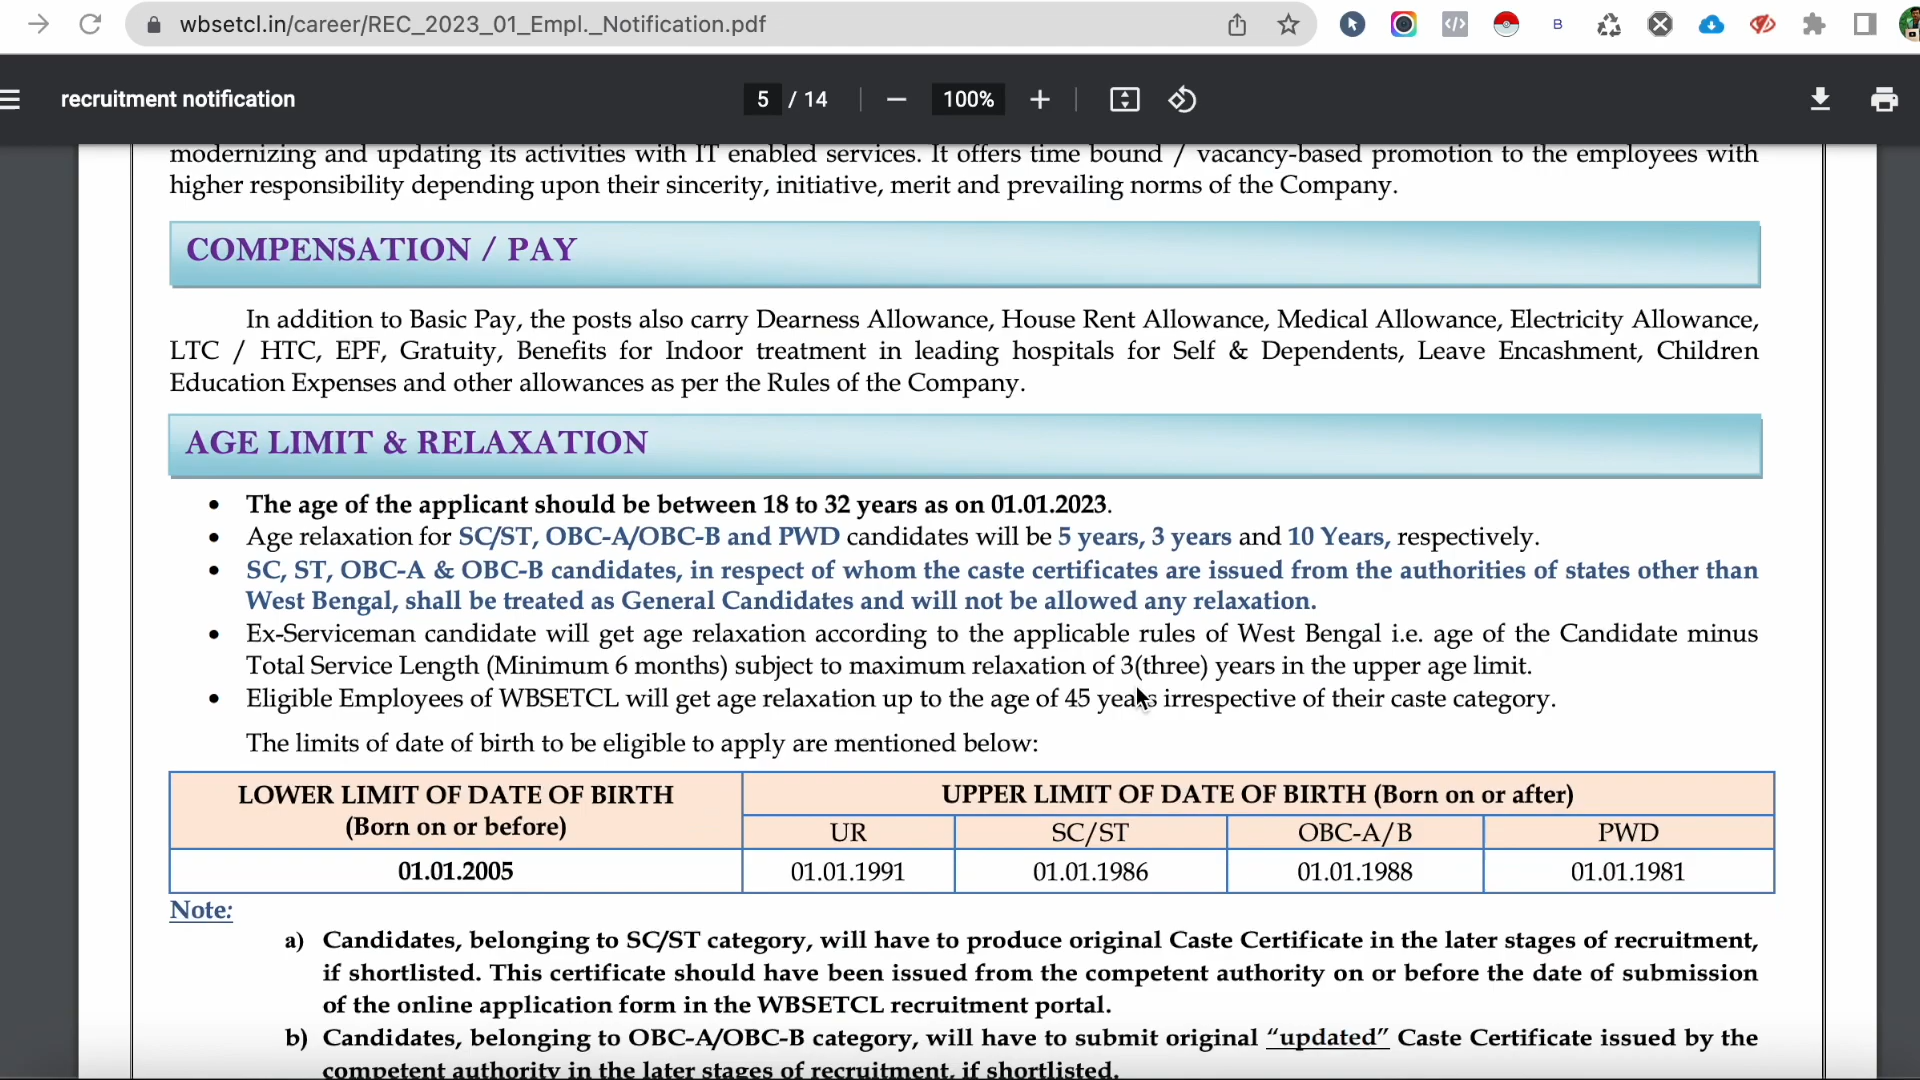 wbsetcl.in/career/REC_2023_01_Empl._Notification.pdf
recruitment notification
5 / 14
100%
modernizing and updating its activities with IT enabled services. It offers time bound / vacancy-based promotion to the employees with
higher responsibility depending upon their sincerity, initiative, merit and prevailing norms of the Company.
COMPENSATION / PAY
In addition to Basic Pay, the posts also carry Dearness Allowance, House Rent Allowance, Medical Allowance, Electricity Allowance,
LTC / HTC, EPF, Gratuity, Benefits for Indoor treatment in leading hospitals for Self & Dependents, Leave Encashment, Children
Education Expenses and other allowances as per the Rules of the Company.
AGE LIMIT & RELAXATION
• The age of the applicant should be between 18 to 32 years as on 01.01.2023.
• Age relaxation for SC/ST, OBC-A/OBC-B and PWD candidates will be 5 years, 3 years and 10 Years, respectively.
• SC, ST, OBC-A & OBC-B candidates, in respect of whom the caste certificates are issued from the authorities of states other than
West Bengal, shall be treated as General Candidates and will not be allowed any relaxation.
• Ex-Serviceman candidate will get age relaxation according to the applicable rules of West Bengal i.e. age of the Candidate minus
Total Service Length (Minimum 6 months) subject to maximum relaxation of 3(three) years in the upper age limit.
• Eligible Employees of WBSETCL will get age relaxation up to the age of 45 years irrespective of their caste category.
The limits of date of birth to be eligible to apply are mentioned below:
LOWER LIMIT OF DATE OF BIRTH
(Born on or before)
UPPER LIMIT OF DATE OF BIRTH (Born on or after)
UR SC/ST OBC-A/B PWD
01.01.2005 01.01.1991 01.01.1986 01.01.1988 01.01.1981
Note:
a) Candidates, belonging to SC/ST category, will have to produce original Caste Certificate in the later stages of recruitment,
if shortlisted. This certificate should have been issued from the competent authority on or before the date of submission
of the online application form in the WBSETCL recruitment portal.
b) Candidates, belonging to OBC-A/OBC-B category, will have to submit original “updated” Caste Certificate issued by the
competent authority in the later stages of recruitment, if shortlisted.